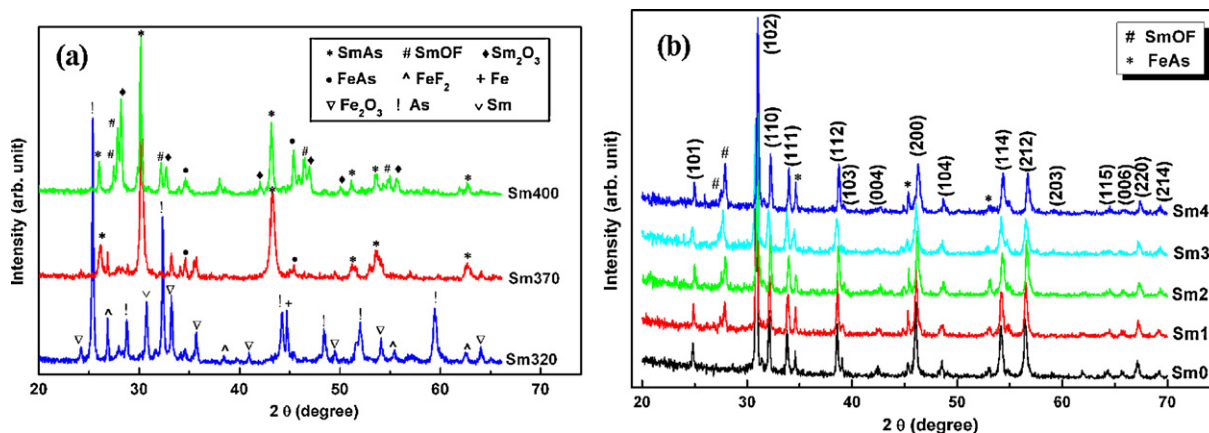 (a)
* SmAs # SmOF ♦ Sm₂O₃
• FeAs ^ FeF₂ + Fe
▽ Fe₂O₃ ! As ∨ Sm
Intensity (arb. unit)
! * # # ♦ * # ♦ • * • # ♦ ♦ * * # ♦ *
Sm400
* • * • * * *
Sm370
▽ ^ ! ∨ ! ▽ ▽ ^ ▽ ! + ! ▽ ! ▽ ^ ! ^ ▽
Sm320
20 30 40 50 60 70
2 θ (degree)
(b)
# SmOF
* FeAs
Intensity (arb. unit)
(101)
# #
(102)
(110)
(111)
*
(112)
(103)
(004)
*
(200)
(104)
*
(114)
(212)
(203)
(115)
(006)
(220)
(214)
Sm4
Sm3
Sm2
Sm1
Sm0
20 30 40 50 60 70
2 θ (degree)